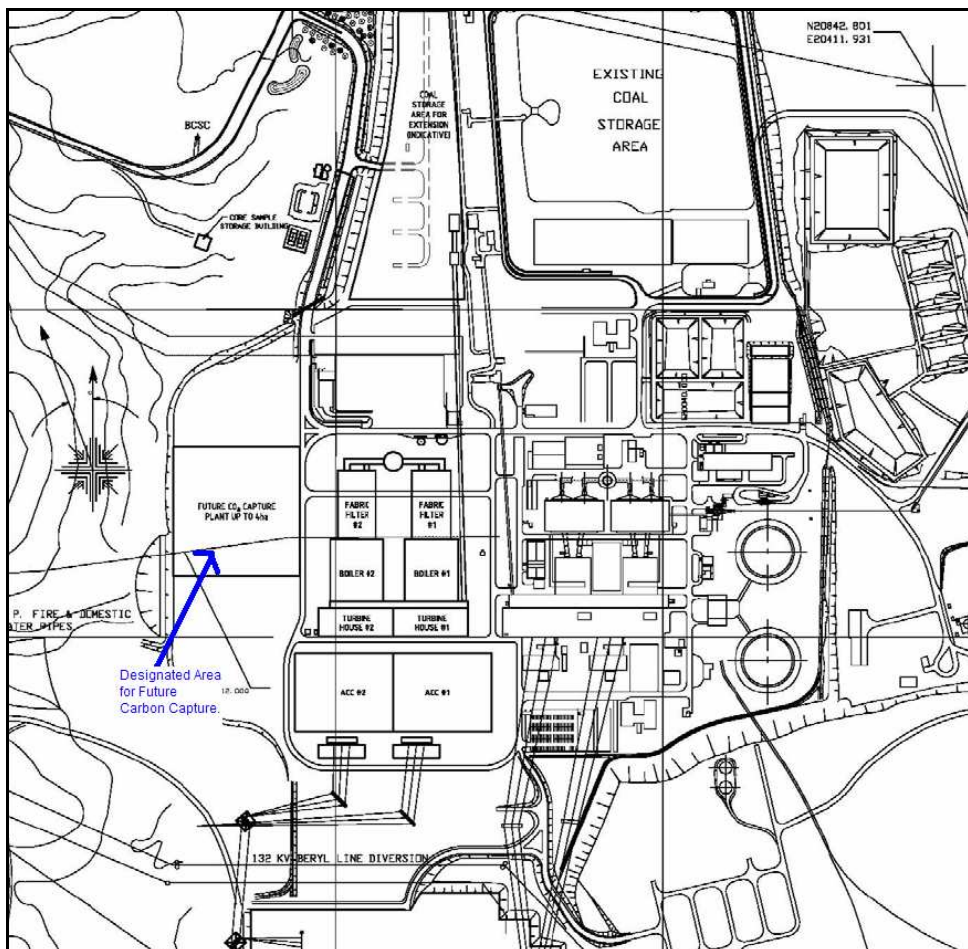 N20842. 801
E20411. 931
EXISTING
COAL
STORAGE
AREA
COAL
STORAGE
AREA FOR
EXTENSION
(INDICATIVE)
BCSC
CORE SAMPLE
STORAGE BUILDING
FUTURE CO₂ CAPTURE
PLANT UP TO 4ha
FABRIC
FILTER
#2
FABRIC
FILTER
#1
BOILER #2
BOILER #1
TURBINE
HOUSE #2
TURBINE
HOUSE #1
P. FIRE & DOMESTIC
ATER PIPES
Designated Area
for Future
Carbon Capture.
12.000
ACC #2
ACC #1
132 KV BERYL LINE DIVERSION